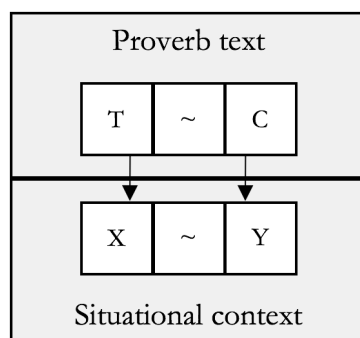 Proverb text
T ~ C
X ~ Y
Situational context